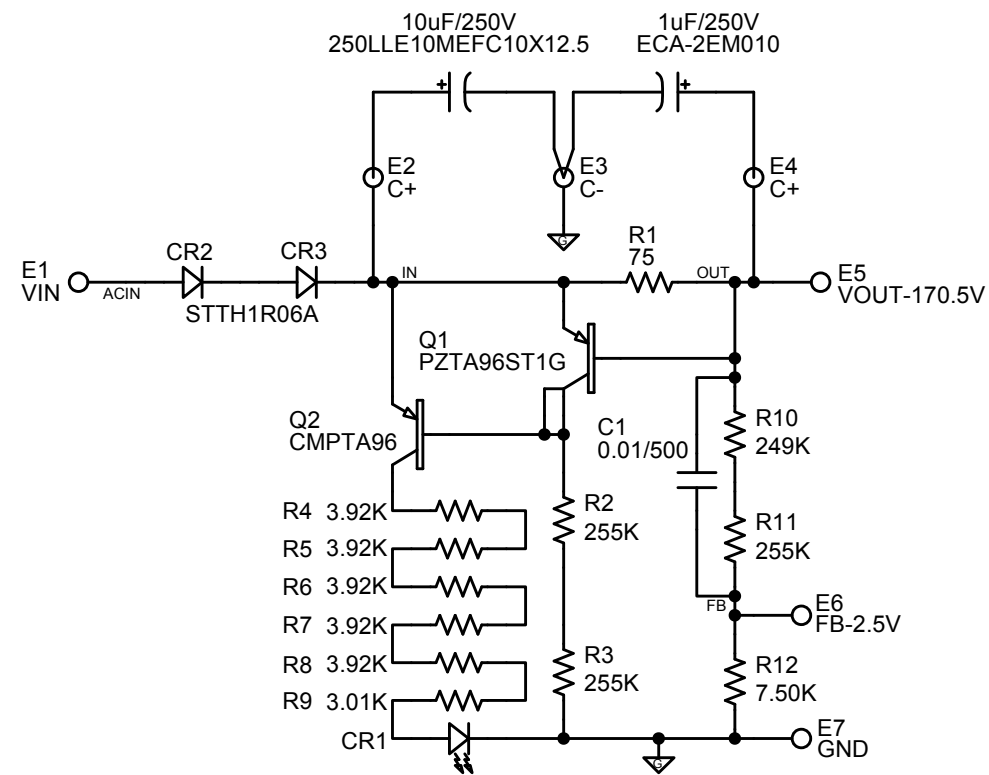 10uF/250V
250LLE10MEFC10X12.5
1uF/250V
ECA-2EM010
+
+
E2
C+
E3
C-
E4
C+
G
E1
VIN
ACIN
CR2
CR3
STTH1R06A
IN
R1
75
OUT
E5
VOUT-170.5V
Q1
PZTA96ST1G
Q2
CMPTA96
C1
0.01/500
R10
249K
R4 3.92K
R5 3.92K
R6 3.92K
R7 3.92K
R8 3.92K
R9 3.01K
R2
255K
R11
255K
FB
E6
FB-2.5V
R3
255K
R12
7.50K
CR1
G
E7
GND